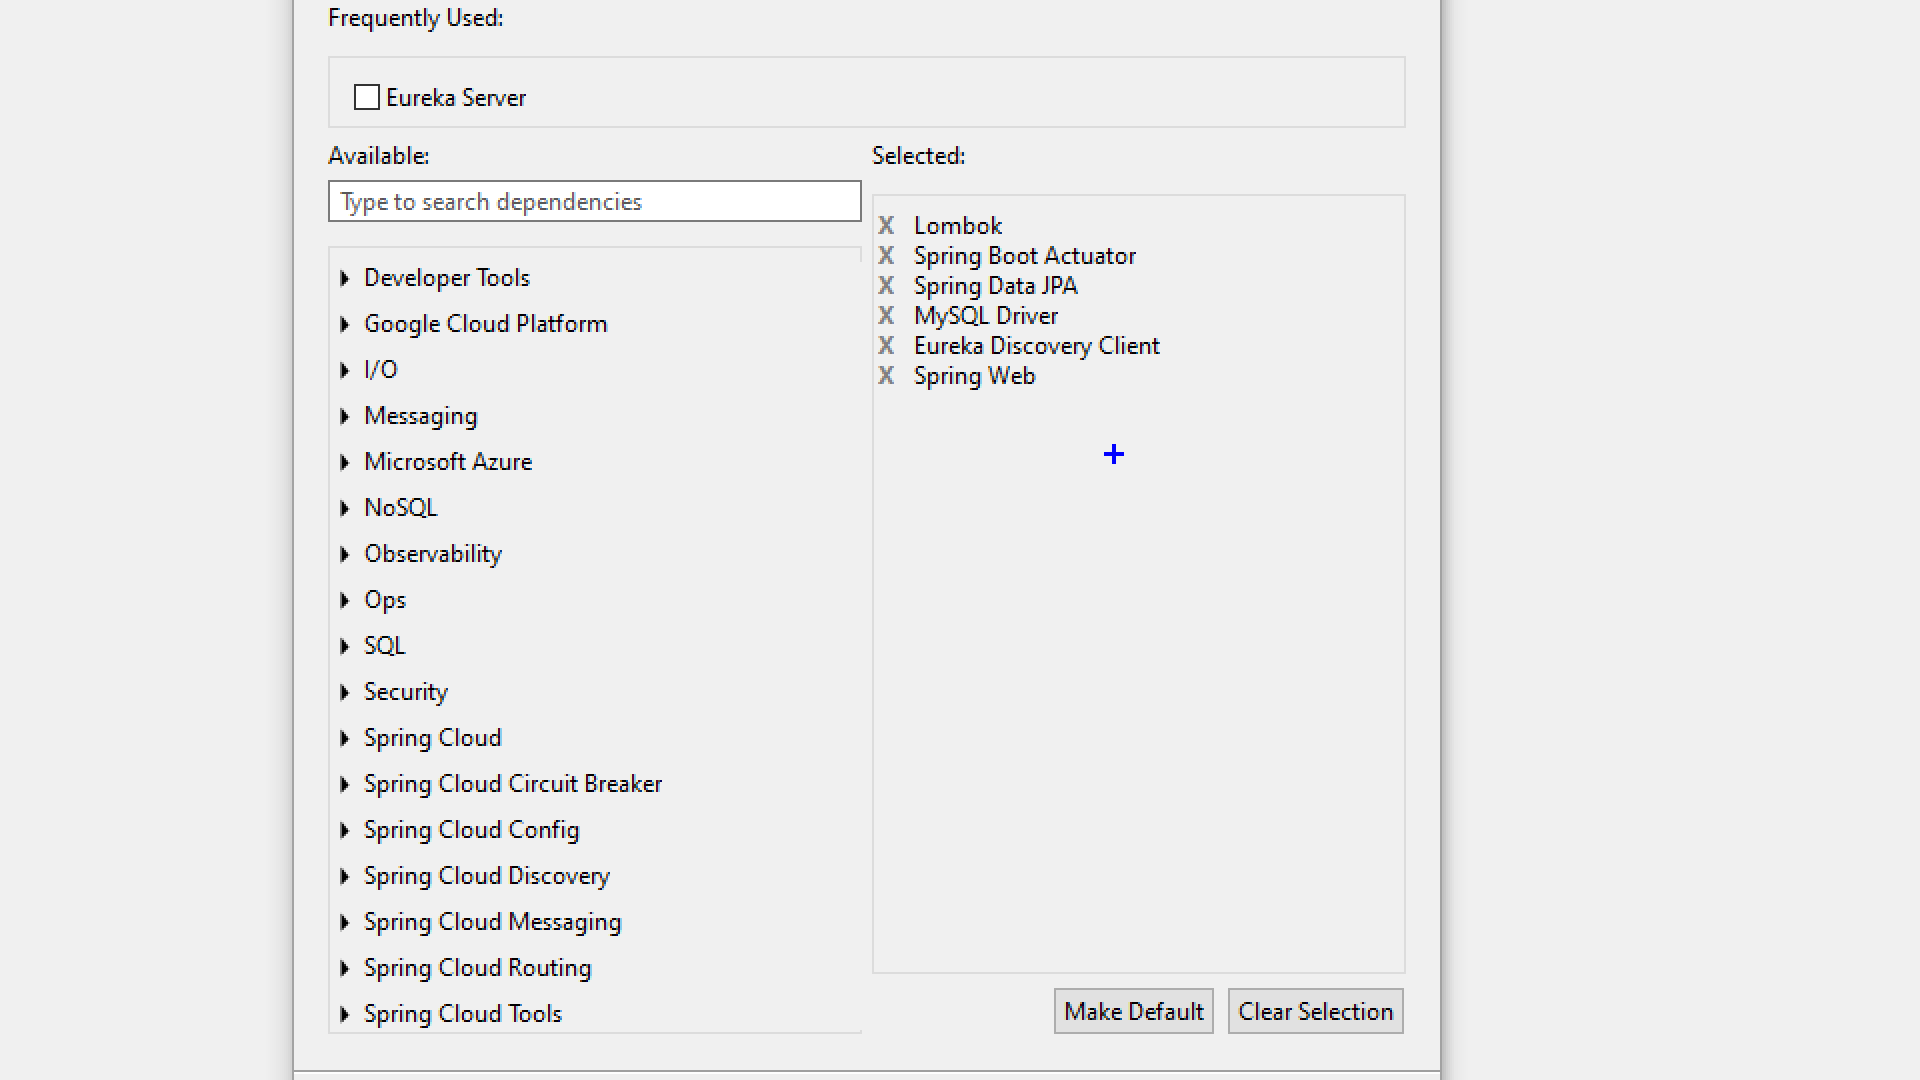 Frequently Used:
Eureka Server
Available:
Type to search dependencies
Developer Tools
Google Cloud Platform
I/O
Messaging
Microsoft Azure
NoSQL
Observability
Ops
SQL
Security
Spring Cloud
Spring Cloud Circuit Breaker
Spring Cloud Config
Spring Cloud Discovery
Spring Cloud Messaging
Spring Cloud Routing
Spring Cloud Tools
Selected:
X Lombok
X Spring Boot Actuator
X Spring Data JPA
X MySQL Driver
X Eureka Discovery Client
X Spring Web
Make Default
Clear Selection